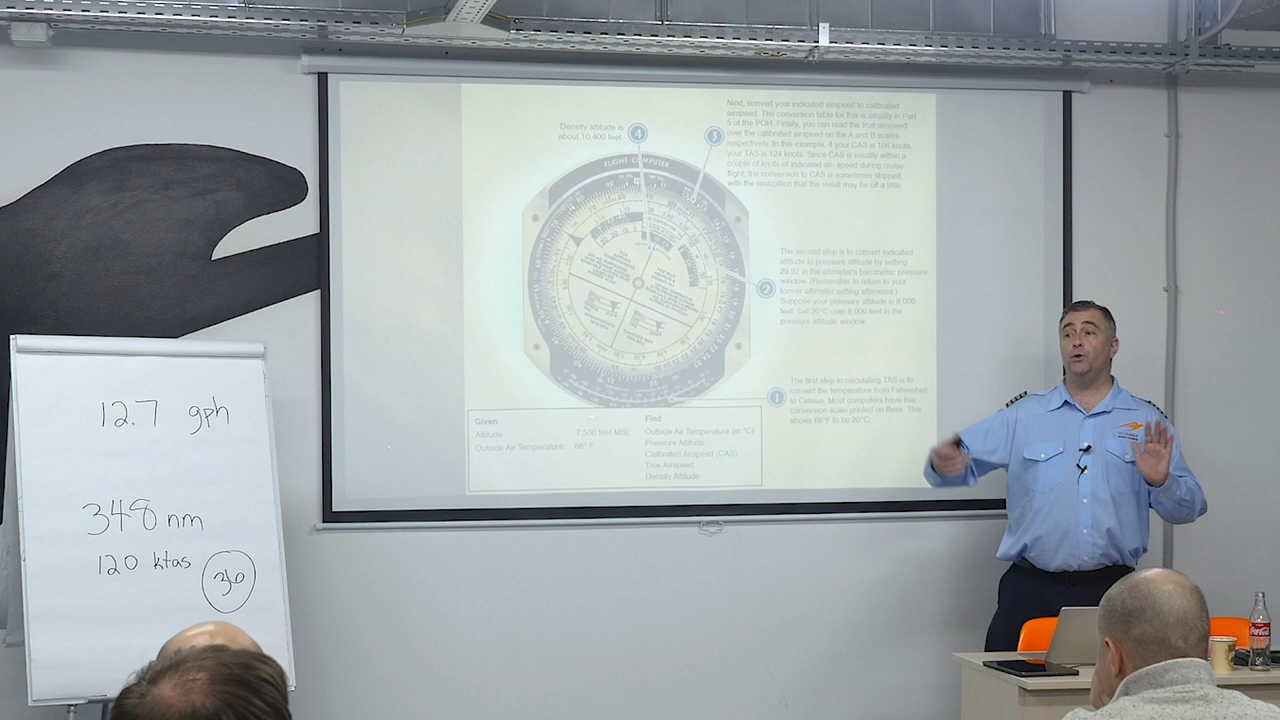 12.7 gph
348 nm
120 ktas
36
Density altitude is
about 10,400 feet
4
3
Next, convert your indicated airspeed to calibrated
airspeed. The conversion table for this is usually in Part
5 of the POH. Finally, you can read the true airspeed
over the calibrated airspeed on the A and B scales
respectively. In this example, if your CAS is 106 knots,
your TAS is 124 knots. Since CAS is usually within a
couple of knots of indicated air- speed during cruise
flight, the conversion to CAS is sometimes skipped,
with the realization that the result may be off a little
FLIGHT COMPUTER
2
The second step is to convert indicated
altitude to pressure altitude by setting
29.92 in the altimeter's barometric pressure
window. (Remember to return to your
former altimeter setting afterward.)
Suppose your pressure altitude is 8,000
feet. Set 20°C over 8,000 feet in the
pressure altitude window
1
The first step in calculating TAS is to
convert the temperature from Fahrenheit
to Celsius. Most computers have this
conversion scale printed on them. This
shows 68°F to be 20°C
Given
Altitude: 7,500 feet MSL
Outside Air Temperature: 68° F
Find
Outside Air Temperature (in °C)
Pressure Altitude
Calibrated Airspeed (CAS)
True Airspeed
Density Altitude
Coca-Cola